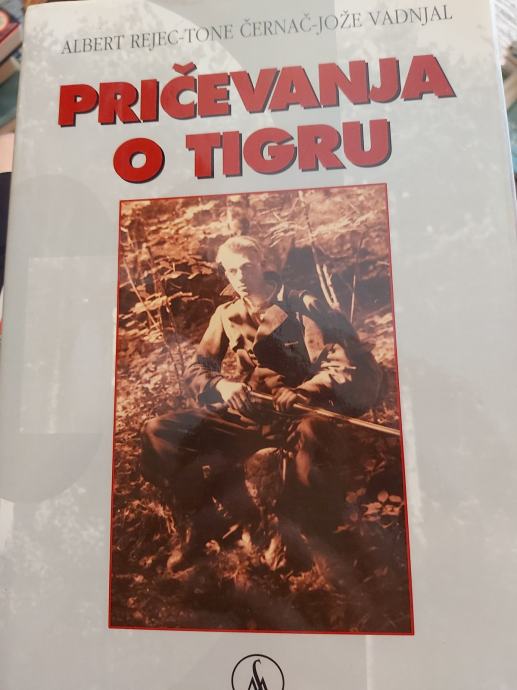 ALBERT REJEC-TONE ČERNAČ-JOŽE VADNJAL
PRIČEVANJA
O TIGRU